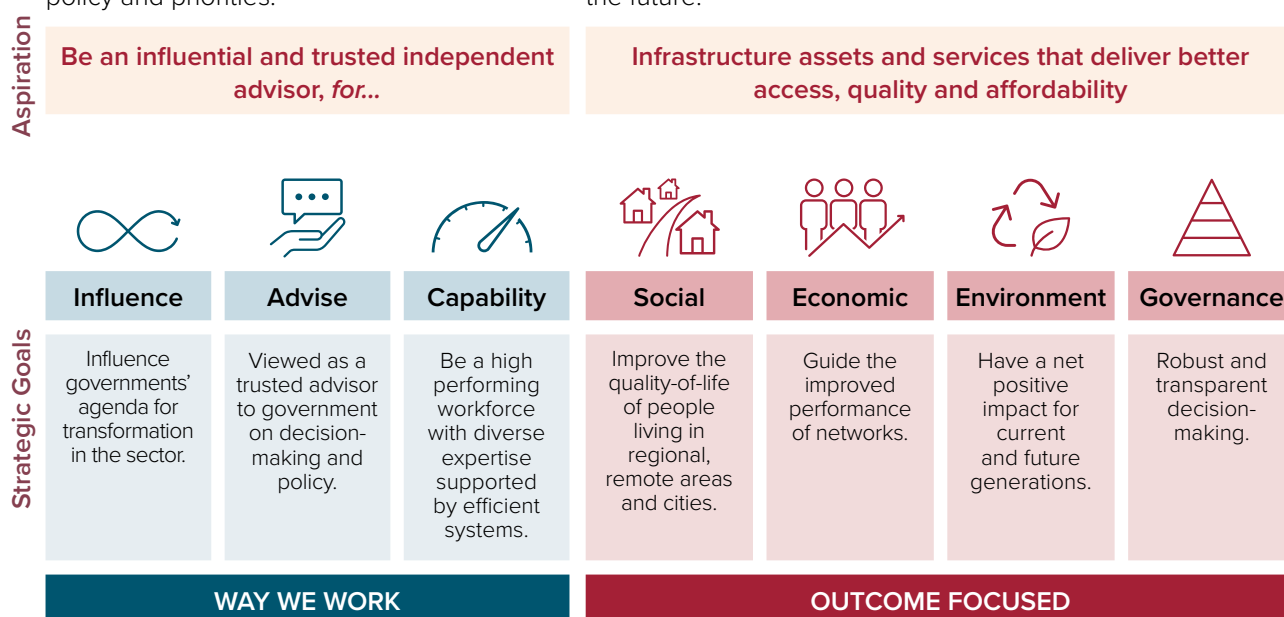 policy and priorities.
the future.
Aspiration
Be an influential and trusted independent
advisor, for...
Infrastructure assets and services that deliver better
access, quality and affordability
Strategic Goals
Influence
Influence
governments’
agenda for
transformation
in the sector.
Advise
Viewed as a
trusted advisor
to government
on decision-
making and
policy.
Capability
Be a high
performing
workforce
with diverse
expertise
supported
by efficient
systems.
Social
Improve the
quality-of-life
of people
living in
regional,
remote areas
and cities.
Economic
Guide the
improved
performance
of networks.
Environment
Have a net
positive
impact for
current
and future
generations.
Governance
Robust and
transparent
decision-
making.
WAY WE WORK
OUTCOME FOCUSED